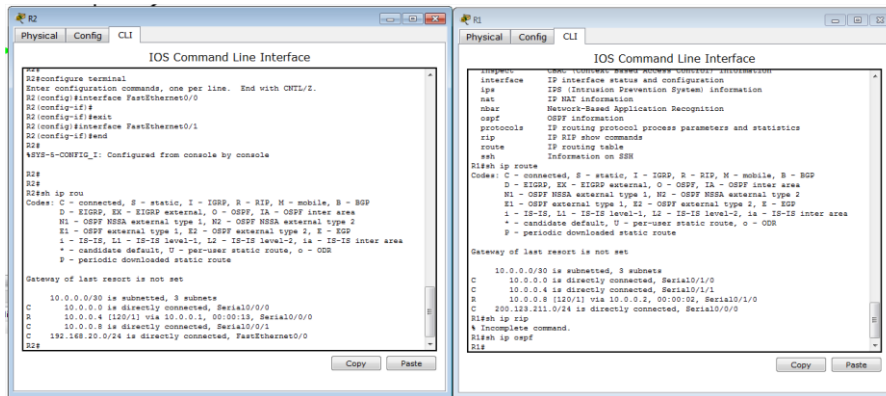 R2
Physical Config CLI
IOS Command Line Interface
R2#configure terminal
Enter configuration commands, one per line. End with CNTL/Z.
R2(config)#interface FastEthernet0/0
R2(config-if)#
R2(config-if)#exit
R2(config)#interface FastEthernet0/1
R2(config-if)#end
R2#
%SYS-5-CONFIG_I: Configured from console by console
R2#
R2#
R2#sh ip rou
Codes: C - connected, S - static, I - IGRP, R - RIP, M - mobile, B - BGP
D - EIGRP, EX - EIGRP external, O - OSPF, IA - OSPF inter area
N1 - OSPF NSSA external type 1, N2 - OSPF NSSA external type 2
E1 - OSPF external type 1, E2 - OSPF external type 2, E - EGP
i - IS-IS, L1 - IS-IS level-1, L2 - IS-IS level-2, ia - IS-IS inter area
* - candidate default, U - per-user static route, o - ODR
P - periodic downloaded static route
Gateway of last resort is not set
10.0.0.0/30 is subnetted, 3 subnets
C 10.0.0.0 is directly connected, Serial0/0/0
R 10.0.0.4 [120/1] via 10.0.0.1, 00:00:13, Serial0/0/0
C 10.0.0.8 is directly connected, Serial0/0/1
C 192.168.20.0/24 is directly connected, FastEthernet0/0
R2#
Copy Paste
R1
Physical Config CLI
IOS Command Line Interface
inspect CBAC (Context Based Access Control) information
interface IP interface status and configuration
ips IPS (Intrusion Prevention System) information
nat IP NAT information
nbar Network-Based Application Recognition
ospf OSPF information
protocols IP routing protocol process parameters and statistics
rip IP RIP show commands
route IP routing table
ssh Information on SSH
R1#sh ip route
Codes: C - connected, S - static, I - IGRP, R - RIP, M - mobile, B - BGP
D - EIGRP, EX - EIGRP external, O - OSPF, IA - OSPF inter area
N1 - OSPF NSSA external type 1, N2 - OSPF NSSA external type 2
E1 - OSPF external type 1, E2 - OSPF external type 2, E - EGP
i - IS-IS, L1 - IS-IS level-1, L2 - IS-IS level-2, ia - IS-IS inter area
* - candidate default, U - per-user static route, o - ODR
P - periodic downloaded static route
Gateway of last resort is not set
10.0.0.0/30 is subnetted, 3 subnets
C 10.0.0.0 is directly connected, Serial0/1/0
C 10.0.0.4 is directly connected, Serial0/1/1
R 10.0.0.8 [120/1] via 10.0.0.2, 00:00:02, Serial0/1/0
C 200.123.211.0/24 is directly connected, Serial0/0/0
R1#sh ip rip
% Incomplete command.
R1#sh ip ospf
R1#
Copy Paste